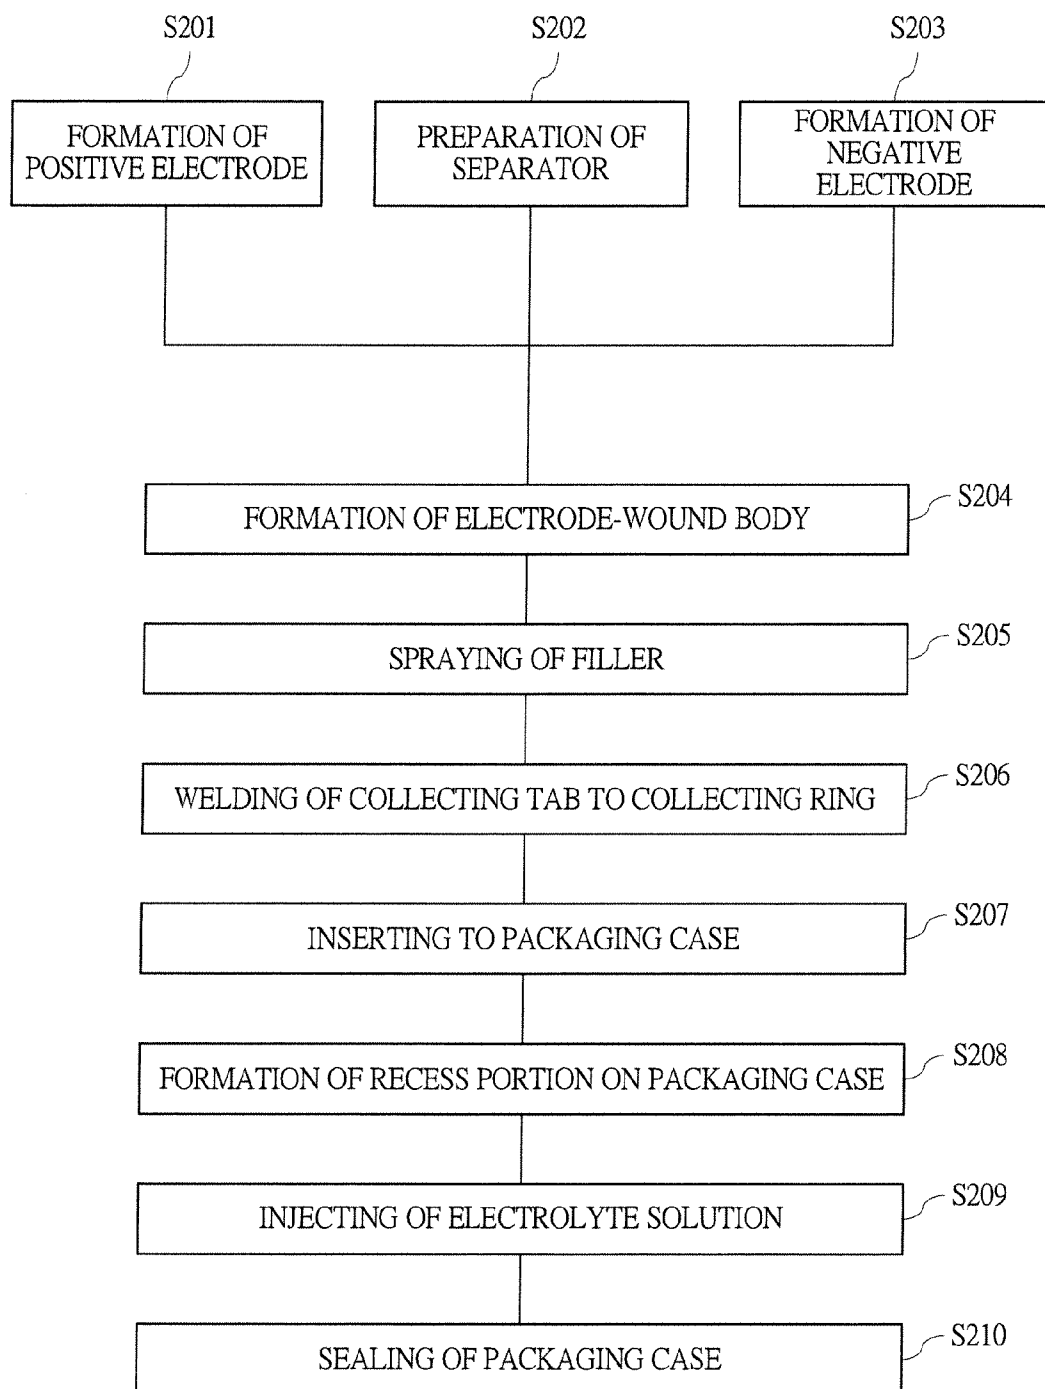 S201
S202
S203
FORMATION OF
POSITIVE ELECTRODE
PREPARATION OF
SEPARATOR
FORMATION OF
NEGATIVE
ELECTRODE
S204
FORMATION OF ELECTRODE-WOUND BODY
S205
SPRAYING OF FILLER
S206
WELDING OF COLLECTING TAB TO COLLECTING RING
S207
INSERTING TO PACKAGING CASE
S208
FORMATION OF RECESS PORTION ON PACKAGING CASE
S209
INJECTING OF ELECTROLYTE SOLUTION
S210
SEALING OF PACKAGING CASE